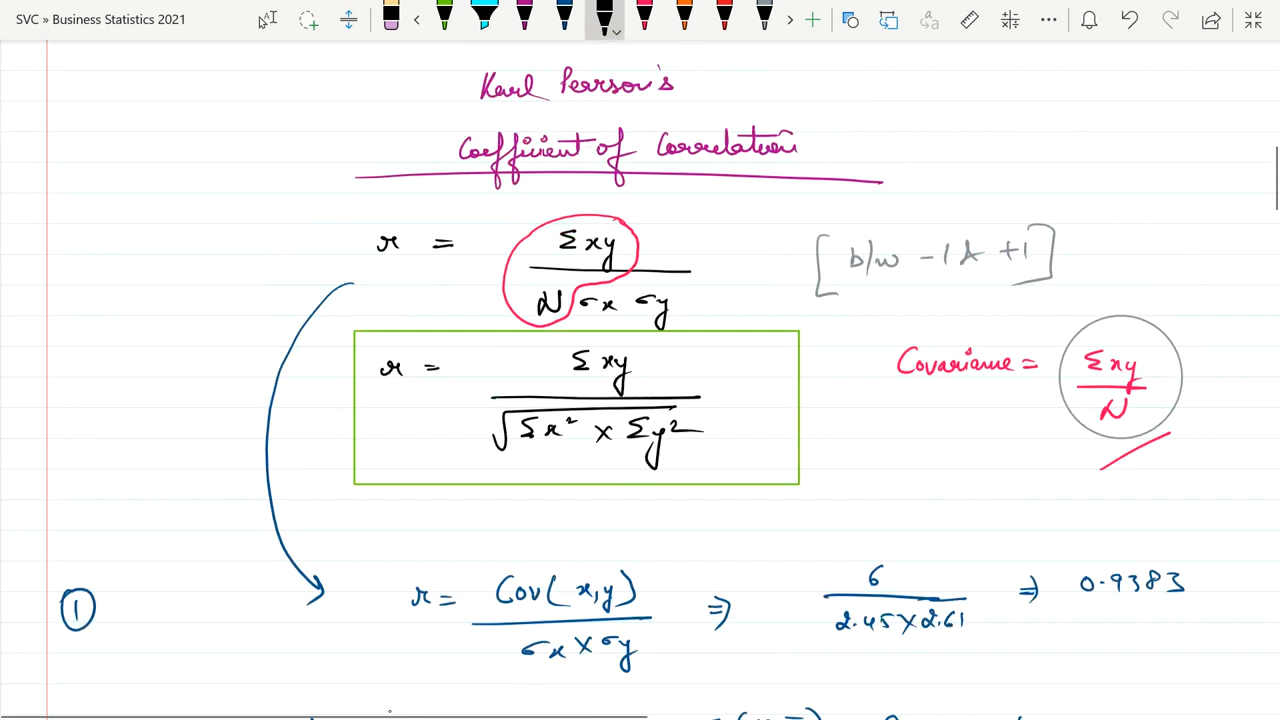 SVC » Business Statistics 2021
Karl Pearson's
Coefficient of Correlation
r = Σxy / N σx σy
[b/w -1 & +1]
r = Σxy / √Σx² × Σy²
Covariance = Σxy / N
① r = Cov(x,y) / σx × σy ⇒ 6 / 2.45×2.61 ⇒ 0.9383